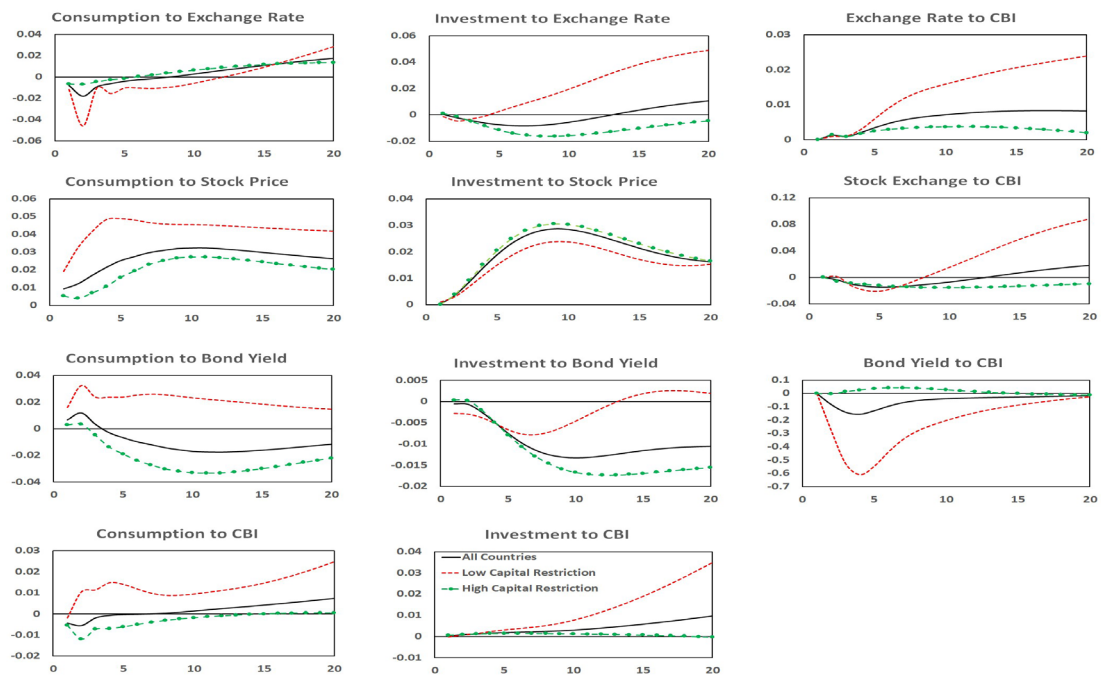 Consumption to Exchange Rate
0.04
0.02
0
-0.02
-0.04
-0.06
0 5 10 15 20
Investment to Exchange Rate
0.06
0.04
0.02
0
-0.02
0 5 10 15 20
Exchange Rate to CBI
0.03
0.02
0.01
0
0 5 10 15 20
Consumption to Stock Price
0.06
0.05
0.04
0.03
0.02
0.01
0
0 5 10 15 20
Investment to Stock Price
0.04
0.03
0.02
0.01
0
0 5 10 15 20
Stock Exchange to CBI
0.12
0.08
0.04
0
-0.04
0 5 10 15 20
Consumption to Bond Yield
0.04
0.02
0
-0.02
-0.04
0 5 10 15 20
Investment to Bond Yield
0.005
0
-0.005
-0.01
-0.015
-0.02
0 5 10 15 20
Bond Yield to CBI
0.1
0
-0.1
-0.2
-0.3
-0.4
-0.5
-0.6
-0.7
0 5 10 15 20
Consumption to CBI
0.03
0.02
0.01
0
-0.01
-0.02
0 5 10 15 20
Investment to CBI
0.04
0.03
0.02
0.01
0
-0.01
0 5 10 15 20
All Countries
Low Capital Restriction
High Capital Restriction